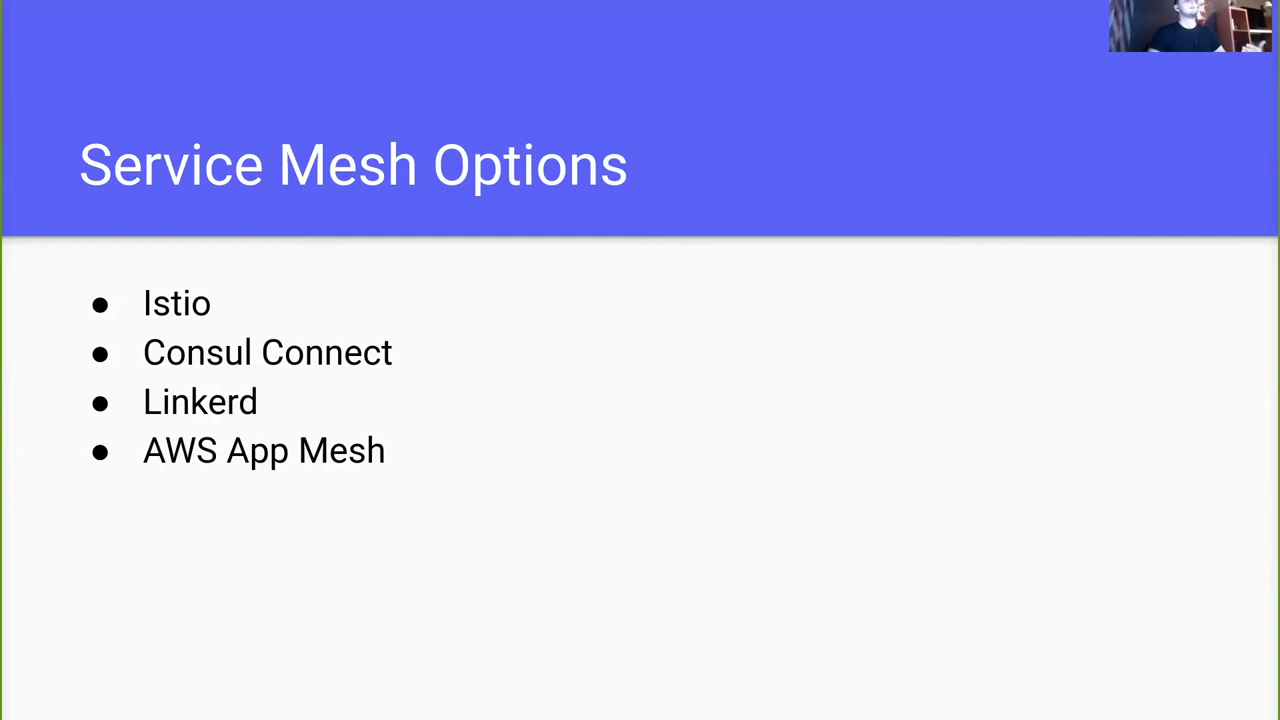 Service Mesh Options
● Istio
● Consul Connect
● Linkerd
● AWS App Mesh